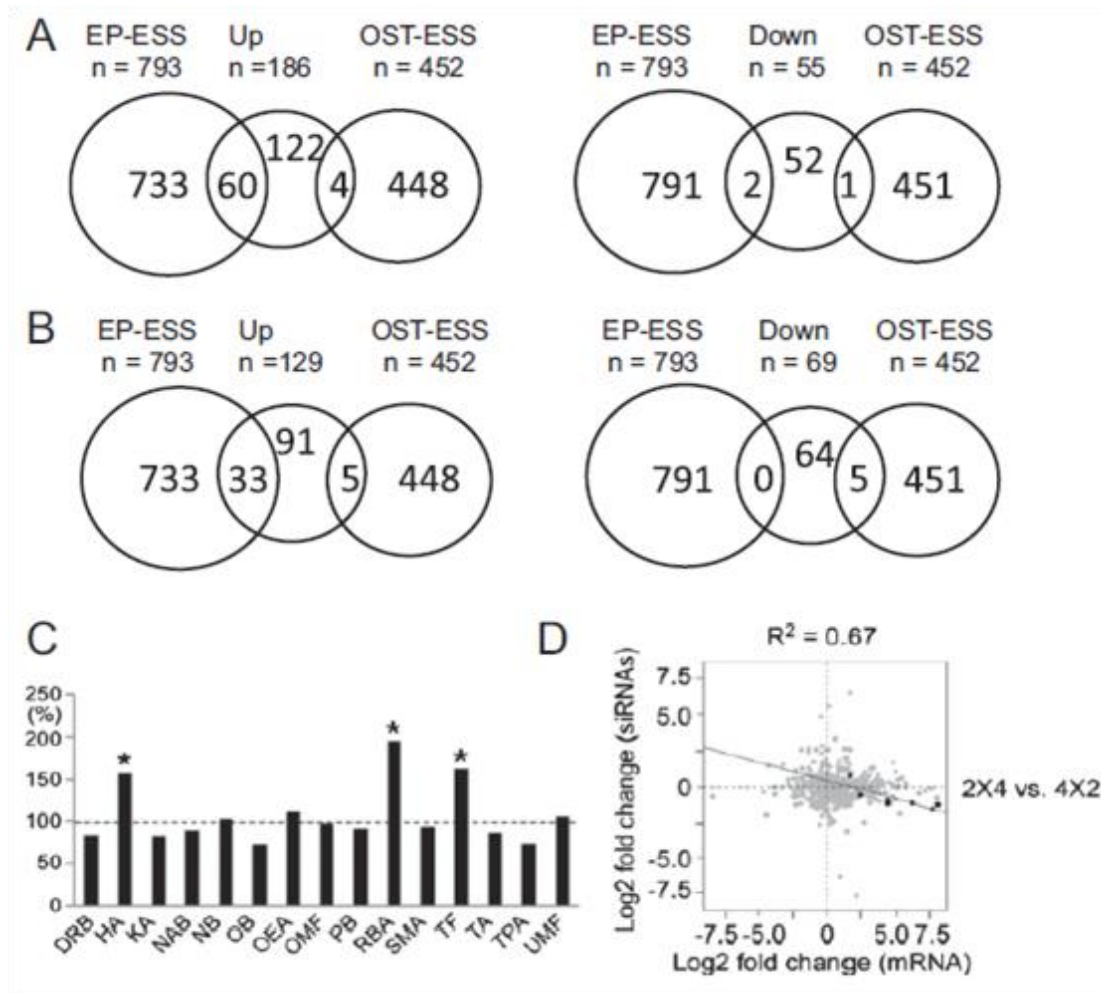 A
EP-ESS Up OST-ESS
n = 793 n =186 n = 452
733 60 122 4 448
EP-ESS Down OST-ESS
n = 793 n = 55 n = 452
791 2 52 1 451
B
EP-ESS Up OST-ESS
n = 793 n =129 n = 452
733 33 91 5 448
EP-ESS Down OST-ESS
n = 793 n = 69 n = 452
791 0 64 5 451
C
250
(%)
200
150
100
50
0
* * *
DRB HA KA NAB NB OB OEA OMF PB RBA SMA TF TA TPA UMF
D
R² = 0.67
Log2 fold change (siRNAs)
7.5
5.0
0
-5.0
-7.5
2X4 vs. 4X2
-7.5 -5.0 0 5.0 7.5
Log2 fold change (mRNA)